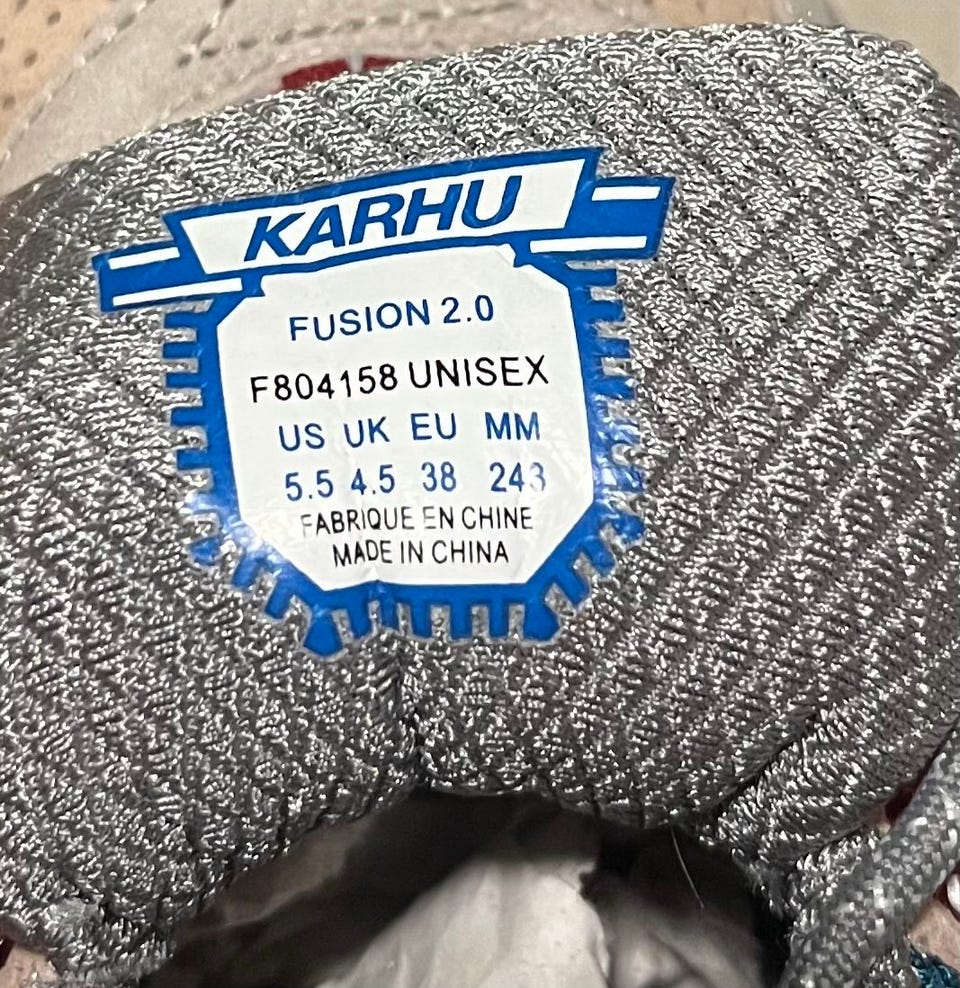 KARHU
FUSION 2.0
F804158 UNISEX
US UK EU MM
5.5 4.5 38 243
FABRIQUE EN CHINE
MADE IN CHINA